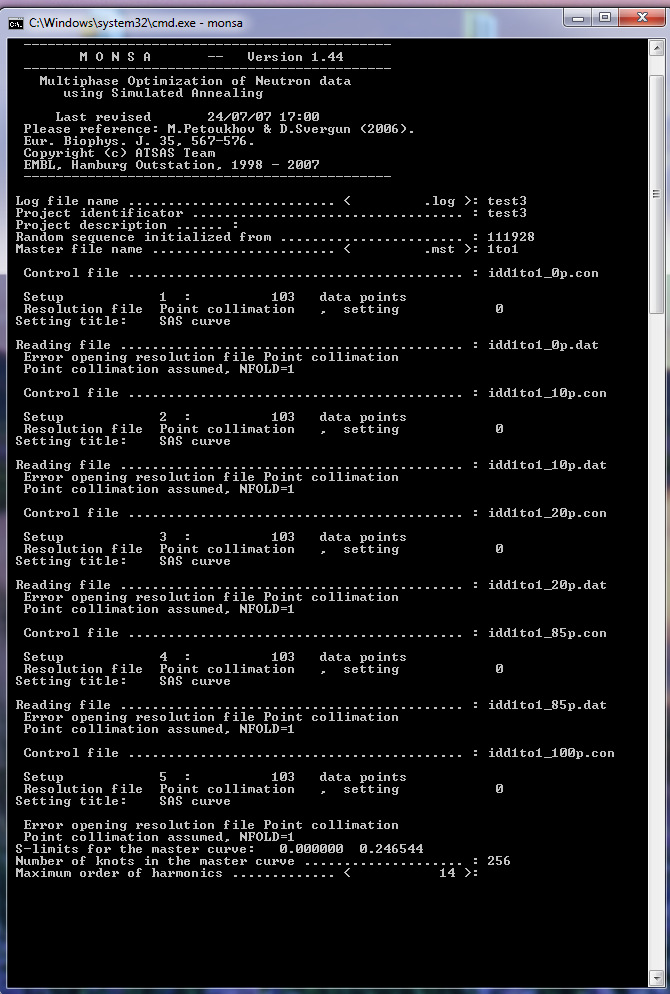 C:\Windows\system32\cmd.exe - monsa
----------------------------------------------
M O N S A -- Version 1.44
----------------------------------------------
Multiphase Optimization of Neutron data
using Simulated Annealing
Last revised 24/07/07 17:00
Please reference: M.Petoukhov & D.Svergun (2006).
Eur. Biophys. J. 35, 567-576.
Copyright (c) ATSAS Team
EMBL, Hamburg Outstation, 1998 - 2007
----------------------------------------------
Log file name .......................... < .log >: test3
Project identificator .................................. : test3
Project description ...... :
Random sequence initialized from ....................... : 111928
Master file name ....................... < .mst >: 1to1
Control file .......................................... : idd1to1_0p.con
Setup 1 : 103 data points
Resolution file Point collimation , setting 0
Setting title: SAS curve
Reading file ........................................... : idd1to1_0p.dat
Error opening resolution file Point collimation
Point collimation assumed, NFOLD=1
Control file .......................................... : idd1to1_10p.con
Setup 2 : 103 data points
Resolution file Point collimation , setting 0
Setting title: SAS curve
Reading file ........................................... : idd1to1_10p.dat
Error opening resolution file Point collimation
Point collimation assumed, NFOLD=1
Control file .......................................... : idd1to1_20p.con
Setup 3 : 103 data points
Resolution file Point collimation , setting 0
Setting title: SAS curve
Reading file ........................................... : idd1to1_20p.dat
Error opening resolution file Point collimation
Point collimation assumed, NFOLD=1
Control file .......................................... : idd1to1_85p.con
Setup 4 : 103 data points
Resolution file Point collimation , setting 0
Setting title: SAS curve
Reading file ........................................... : idd1to1_85p.dat
Error opening resolution file Point collimation
Point collimation assumed, NFOLD=1
Control file .......................................... : idd1to1_100p.con
Setup 5 : 103 data points
Resolution file Point collimation , setting 0
Setting title: SAS curve
Error opening resolution file Point collimation
Point collimation assumed, NFOLD=1
S-limits for the master curve: 0.000000 0.246544
Number of knots in the master curve .................... : 256
Maximum order of harmonics ............. < 14 >: